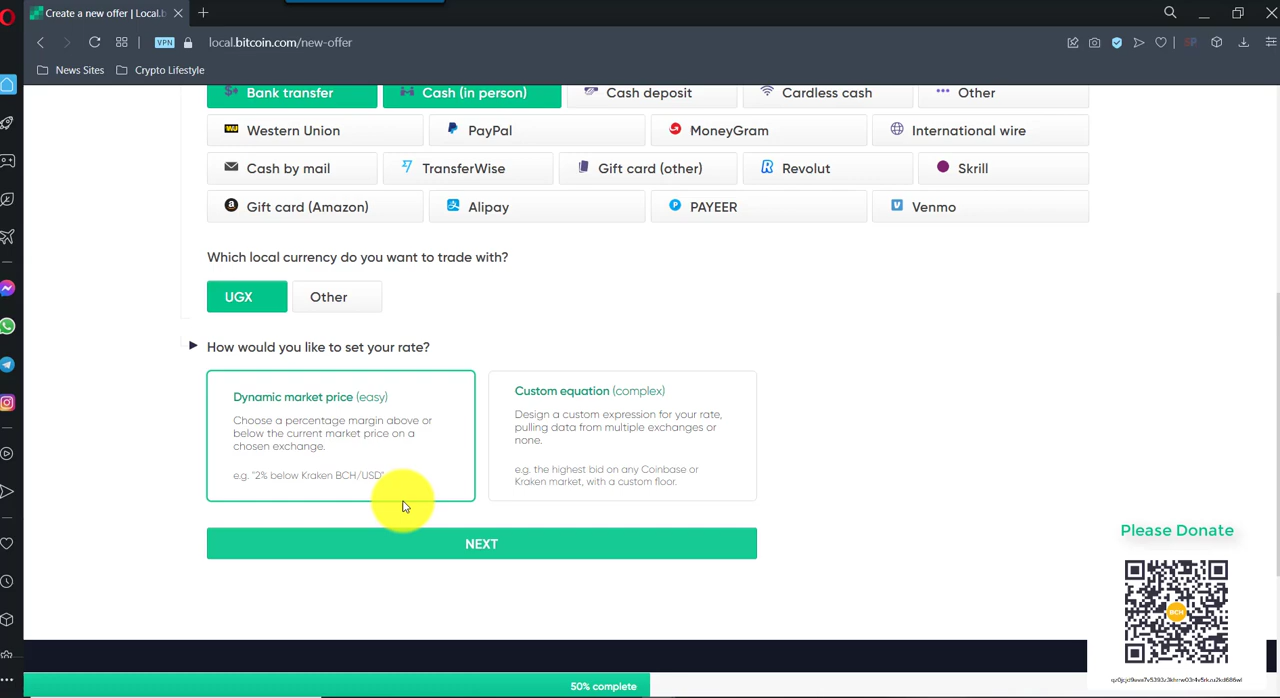 Create a new offer | Local.b
VPN
local.bitcoin.com/new-offer
News Sites
Crypto Lifestyle
Bank transfer
Cash (in person)
Cash deposit
Cardless cash
Other
Western Union
PayPal
MoneyGram
International wire
Cash by mail
TransferWise
Gift card (other)
Revolut
Skrill
Gift card (Amazon)
Alipay
PAYEER
Venmo
Which local currency do you want to trade with?
UGX
Other
How would you like to set your rate?
Dynamic market price (easy)
Choose a percentage margin above or
below the current market price on a
chosen exchange.
e.g. "2% below Kraken BCH/USD"
Custom equation (complex)
Design a custom expression for your rate,
pulling data from multiple exchanges or
none.
e.g. the highest bid on any Coinbase or
Kraken market, with a custom floor.
NEXT
Please Donate
BCH
50% complete